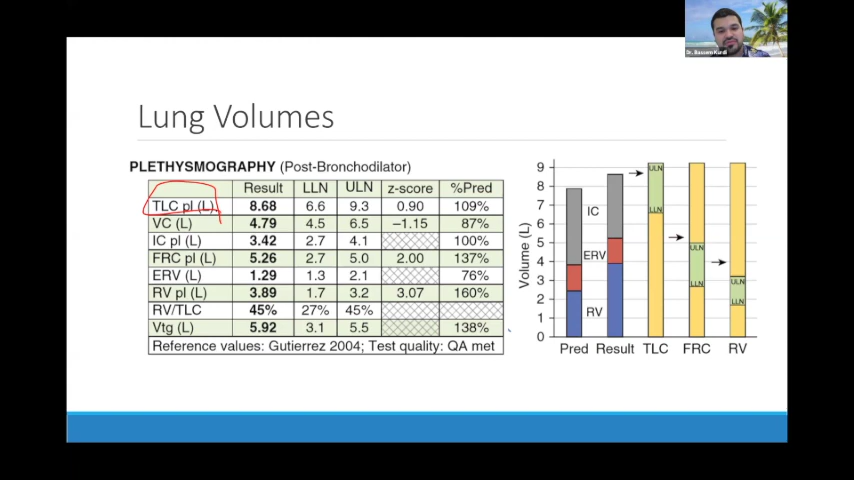 Dr. Bassem Kurdi
Lung Volumes
PLETHYSMOGRAPHY (Post-Bronchodilator)
Result LLN ULN z-score %Pred
TLC pl (L) 8.68 6.6 9.3 0.90 109%
VC (L) 4.79 4.5 6.5 –1.15 87%
IC pl (L) 3.42 2.7 4.1 100%
FRC pl (L) 5.26 2.7 5.0 2.00 137%
ERV (L) 1.29 1.3 2.1 76%
RV pl (L) 3.89 1.7 3.2 3.07 160%
RV/TLC 45% 27% 45%
Vtg (L) 5.92 3.1 5.5 138%
Reference values: Gutierrez 2004; Test quality: QA met
Volume (L)
9
8
7
6
5
4
3
2
1
0
IC
ERV
RV
ULN
LLN
ULN
LLN
ULN
LLN
Pred Result TLC FRC RV